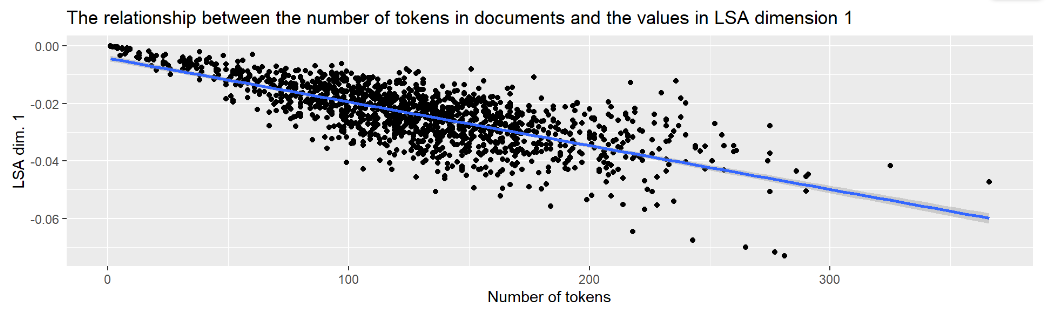 The relationship between the number of tokens in documents and the values in LSA dimension 1
0.00
-0.02
-0.04
-0.06
LSA dim. 1
0 100 200 300
Number of tokens